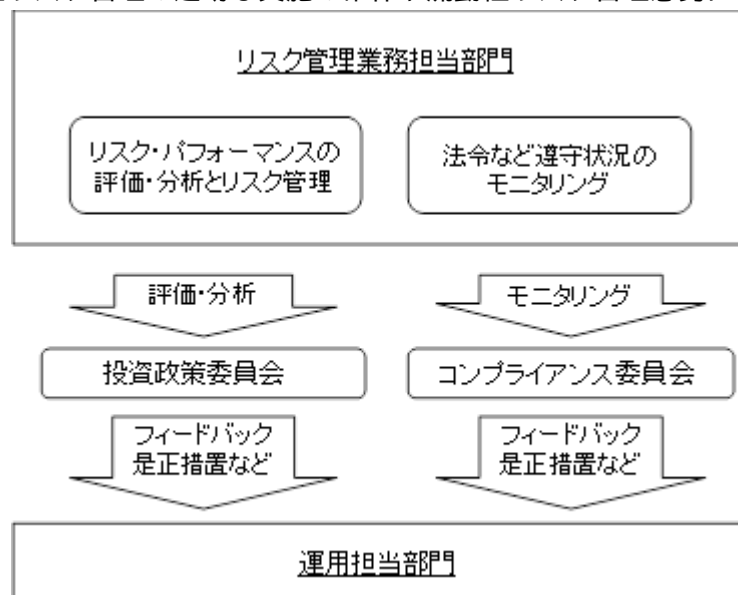 リスク管理業務担当部門
リスク・パフォーマンスの
評価・分析とリスク管理
法令など遵守状況の
モニタリング
評価・分析
モニタリング
投資政策委員会
コンプライアンス委員会
フィードバック
是正措置など
フィードバック
是正措置など
運用担当部門